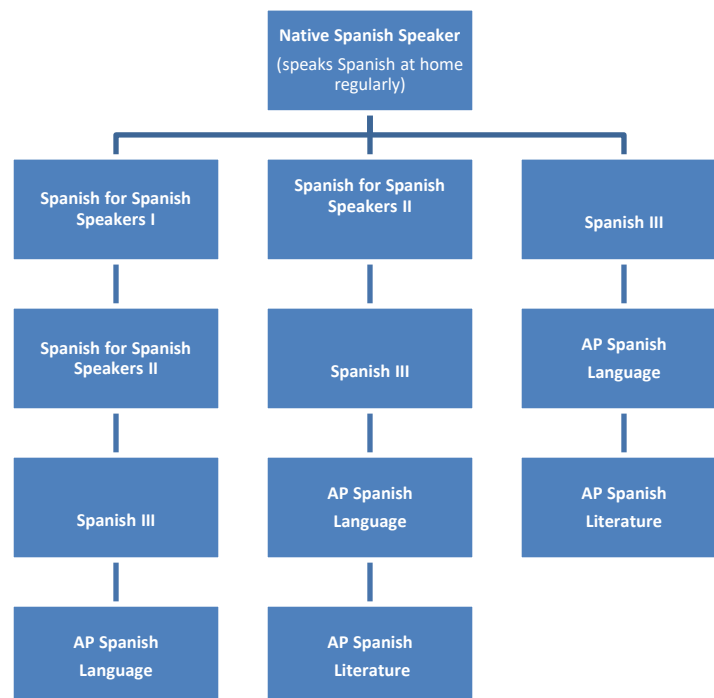 Native Spanish Speaker
(speaks Spanish at home
regularly)
Spanish for Spanish
Speakers I
Spanish for Spanish
Speakers II
Spanish III
Spanish for Spanish
Speakers II
Spanish III
AP Spanish
Language
Spanish III
AP Spanish
Language
AP Spanish
Literature
AP Spanish
Language
AP Spanish
Literature